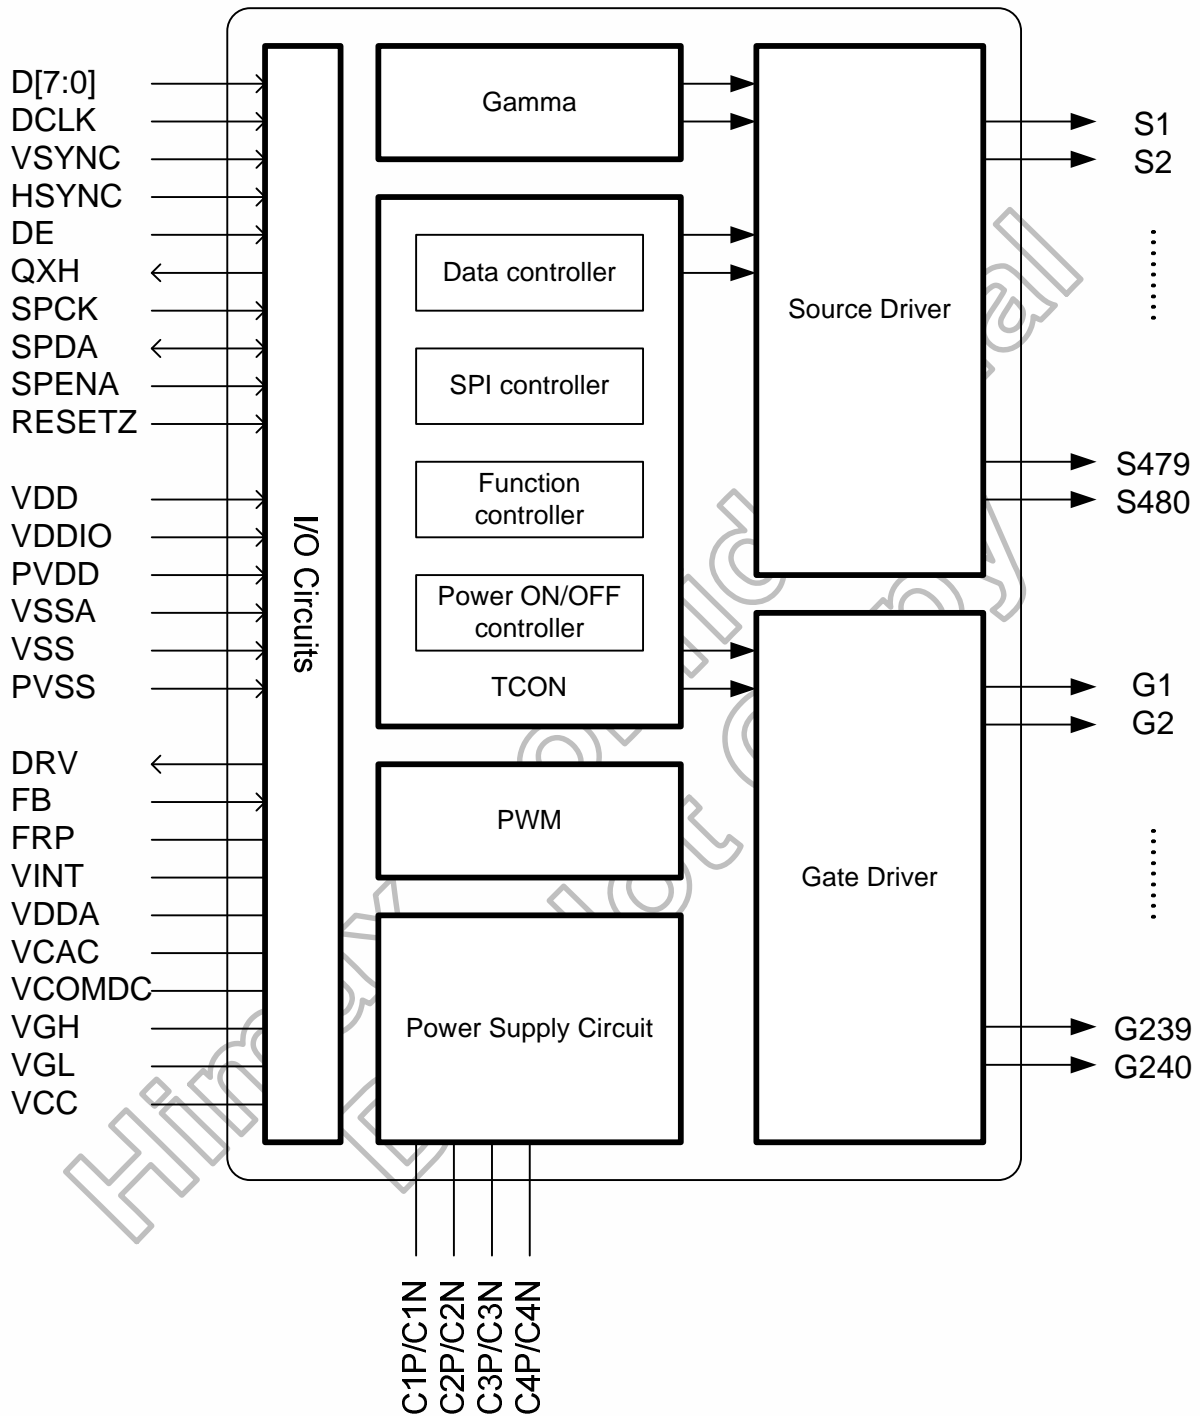 D[7:0]
DCLK
VSYNC
HSYNC
DE
QXH
SPCK
SPDA
SPENA
RESETZ
VDD
VDDIO
PVDD
VSSA
VSS
PVSS
DRV
FB
FRP
VINT
VDDA
VCAC
VCOMDC
VGH
VGL
VCC
I/O Circuits
Gamma
Data controller
SPI controller
Function
controller
Power ON/OFF
controller
TCON
PWM
Power Supply Circuit
Source Driver
Gate Driver
S1
S2
S479
S480
G1
G2
G239
G240
C1P/C1N
C2P/C2N
C3P/C3N
C4P/C4N
Himax